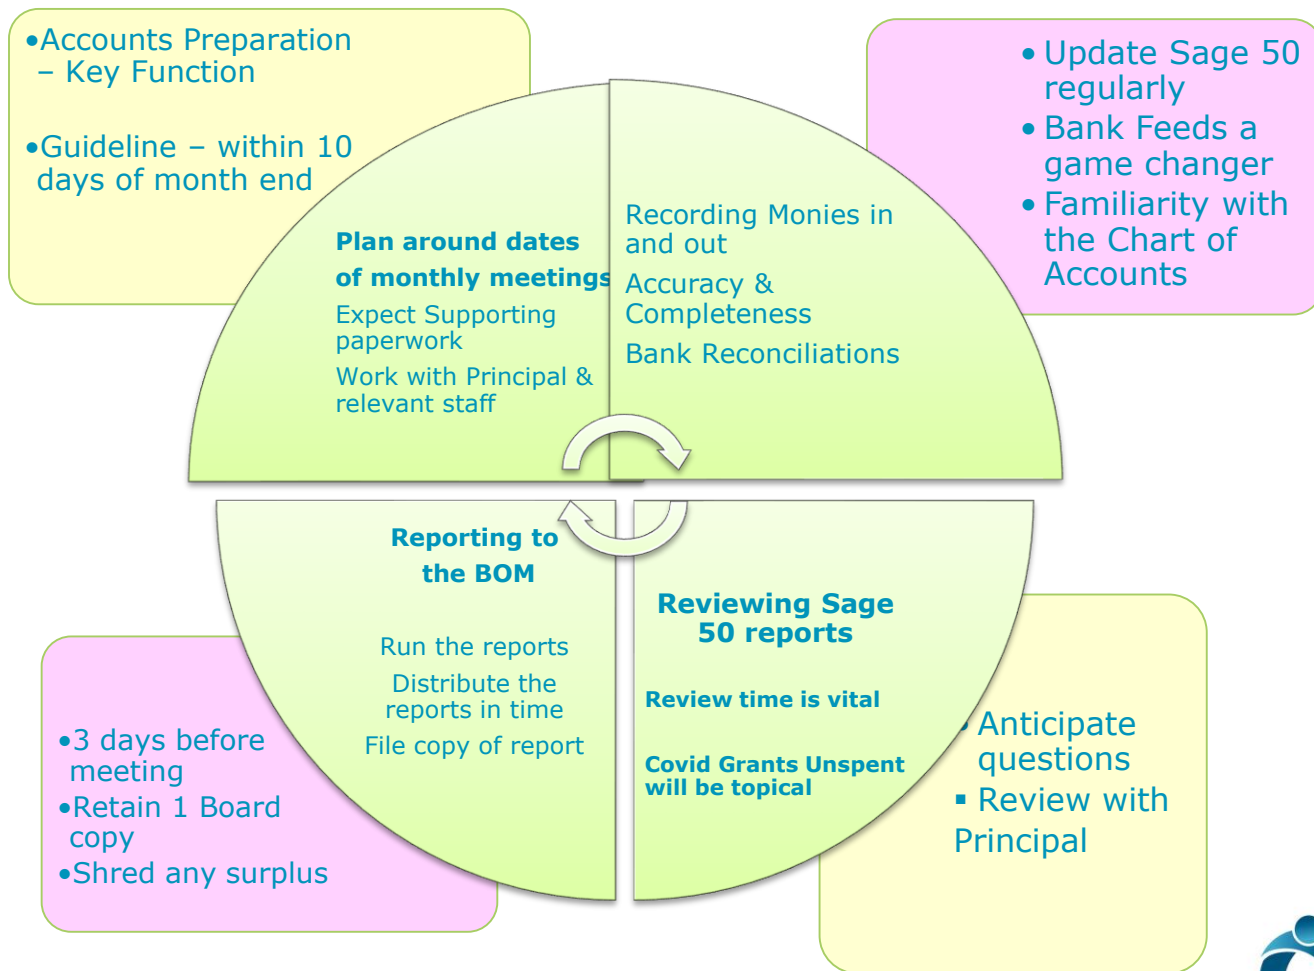 •Accounts Preparation
– Key Function
•Guideline – within 10
days of month end
Plan around dates
of monthly meetings
Expect Supporting
paperwork
Work with Principal &
relevant staff
Recording Monies in
and out
Accuracy &
Completeness
Bank Reconciliations
• Update Sage 50
regularly
• Bank Feeds a
game changer
• Familiarity with
the Chart of
Accounts
Reporting to
the BOM
Run the reports
Distribute the
reports in time
File copy of report
•3 days before
meeting
•Retain 1 Board
copy
•Shred any surplus
Reviewing Sage
50 reports
Review time is vital
Covid Grants Unspent
will be topical
• Anticipate
questions
▪ Review with
Principal